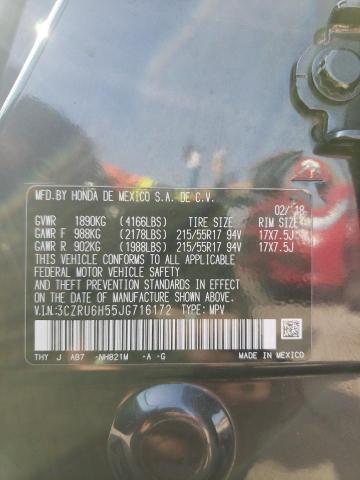 MFD.BY HONDA DE MEXICO S.A. DE C.V.
02/'18
GVWR 1890KG (4166LBS) TIRE SIZE RIM SIZE
GAWR F 988KG (2178LBS) 215/55R17 94V 17X7.5J
GAWR R 902KG (1988LBS) 215/55R17 94V 17X7.5J
THIS VEHICLE CONFORMS TO ALL APPLICABLE
FEDERAL MOTOR VEHICLE SAFETY
AND THEFT PREVENTION STANDARDS IN EFFECT
ON THE DATE OF MANUFACTURE SHOWN ABOVE.
V.I.N:3CZRU6H55JG716172 TYPE: MPV
THY J AB7 -NH821M -A -G
MADE IN MEXICO